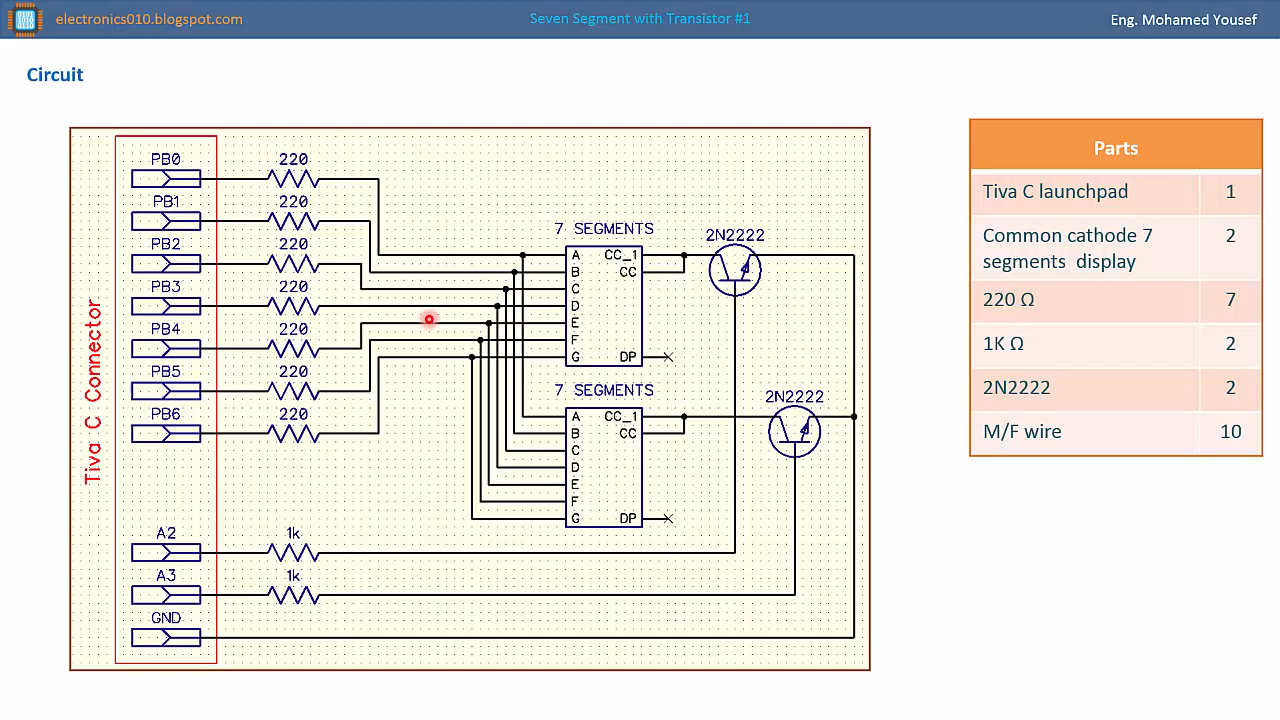 electronics010.blogspot.com
Seven Segment with Transistor #1
Eng. Mohamed Yousef
Circuit
Tiva C Connector
PB0 220
PB1 220
PB2 220
PB3 220
PB4 220
PB5 220
PB6 220
A2 1k
A3 1k
GND
7 SEGMENTS
A CC_1
B CC
C
D
E
F
G DP
2N2222
7 SEGMENTS
A CC_1
B CC
C
D
E
F
G DP
2N2222
Parts
Tiva C launchpad 1
Common cathode 7 2
segments display
220 Ω 7
1K Ω 2
2N2222 2
M/F wire 10